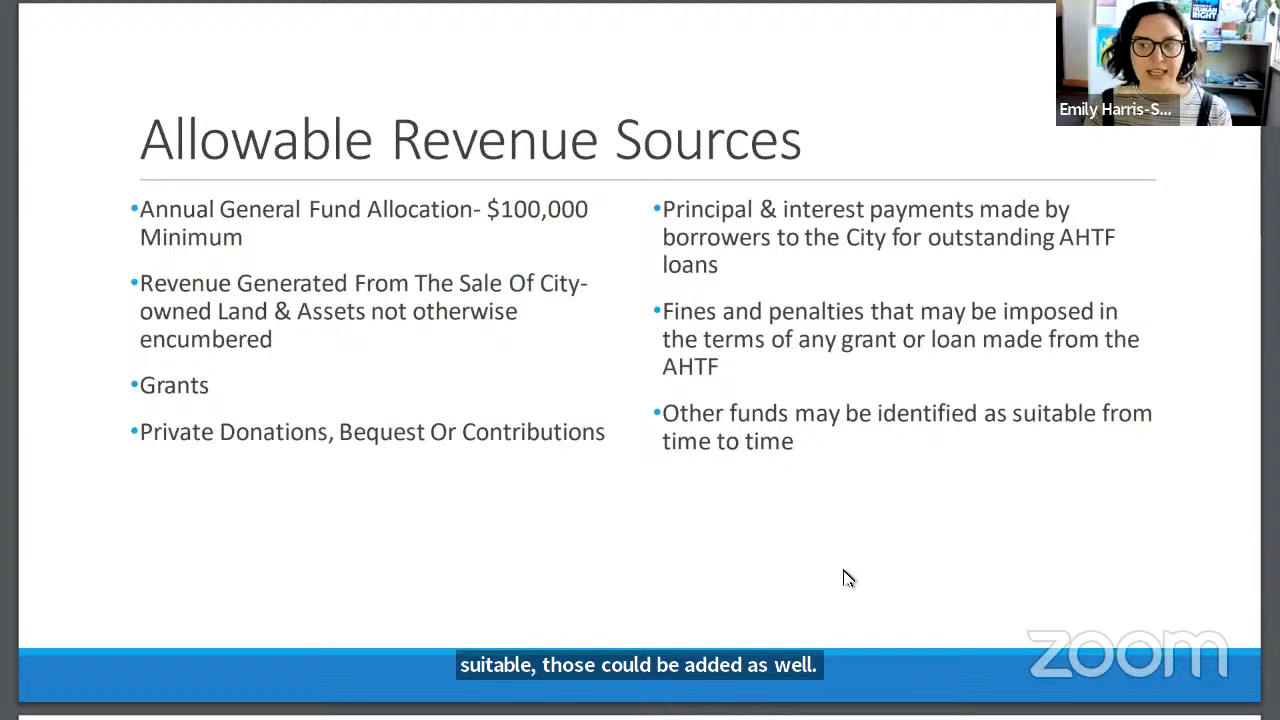 HUMAN
RIGHT
Emily Harris-S...
Allowable Revenue Sources
•Annual General Fund Allocation- $100,000
Minimum
•Revenue Generated From The Sale Of City-
owned Land & Assets not otherwise
encumbered
•Grants
•Private Donations, Bequest Or Contributions
•Principal & interest payments made by
borrowers to the City for outstanding AHTF
loans
•Fines and penalties that may be imposed in
the terms of any grant or loan made from the
AHTF
•Other funds may be identified as suitable from
time to time
zoom
suitable, those could be added as well.